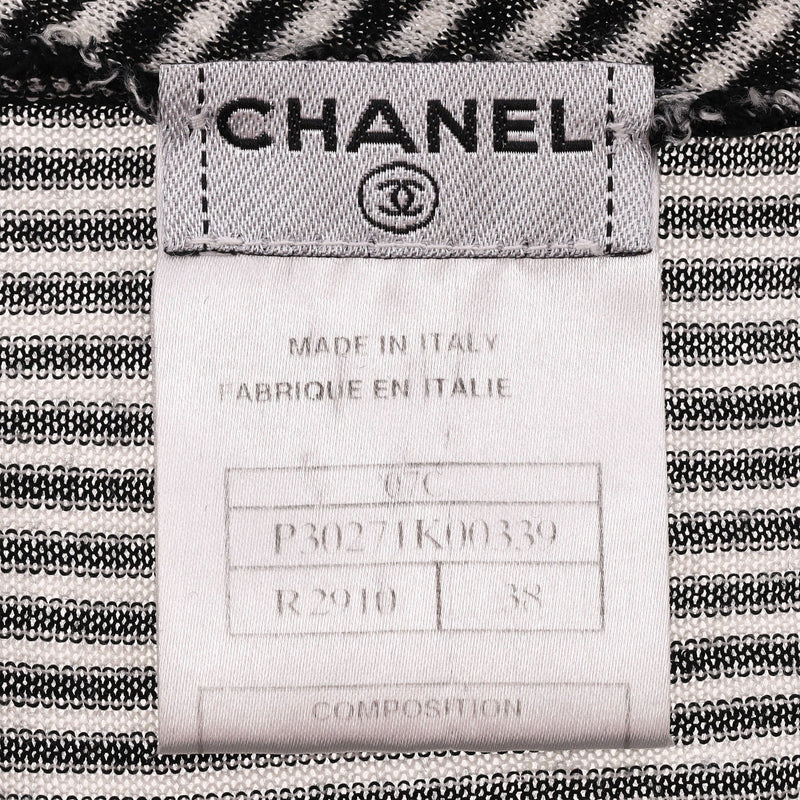 CHANEL
MADE IN ITALY
FABRIQUE EN ITALIE
07C
P30271K00339
R2910 38
COMPOSITION